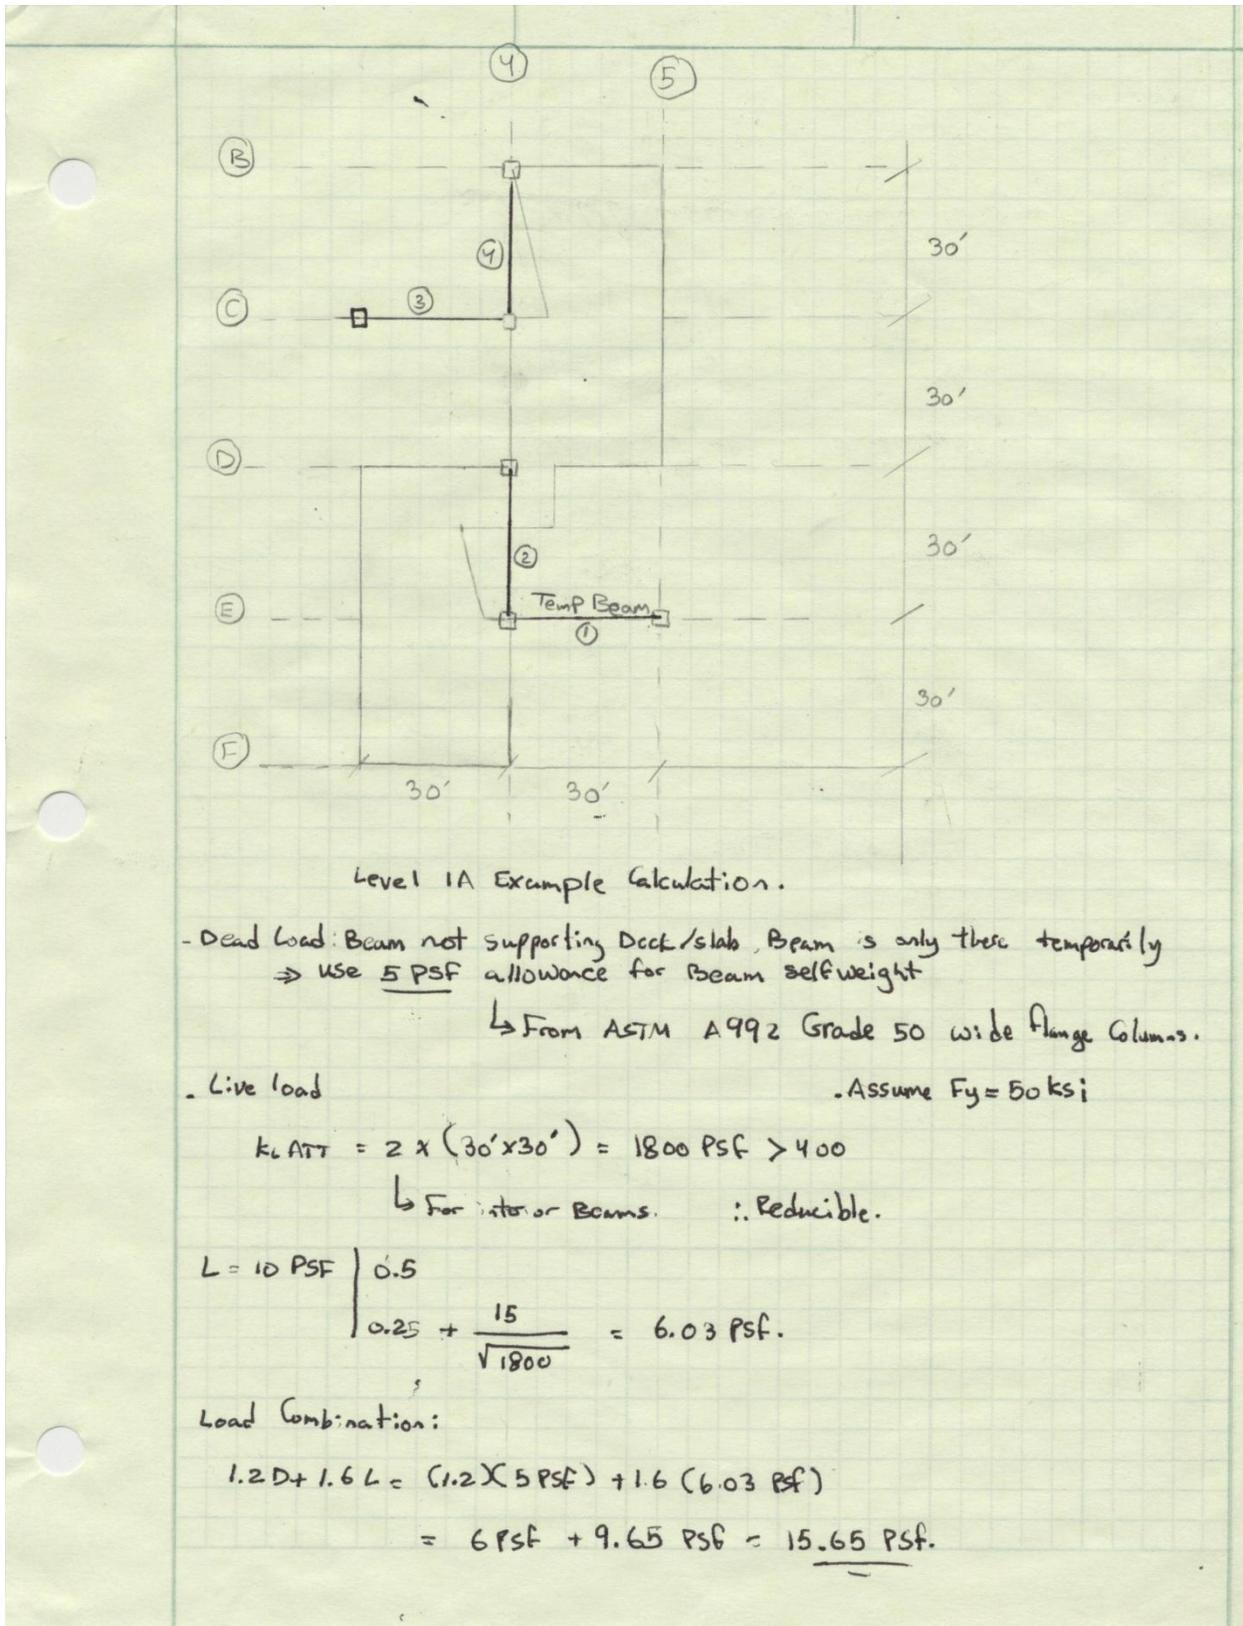 4
5
B
30'
4
3
C
30'
D
30'
2
E
Temp Beam
1
30'
F
30' 30'
Level 1A Example Calculation.
- Dead Load: Beam not supporting Deck/slab, Beam is only there temporarily
⇒ Use 5 PSF allowance for Beam selfweight
↳ From ASTM A992 Grade 50 wide flange Columns.
- Live load . Assume Fy = 50 ksi
KL ATT = 2 x (30'x30') = 1800 PSf > 400
↳ For interior Beams. ∴ Reducible.
L = 10 PSF | 0.5
0.25 + 15/√1800 = 6.03 PSf.
Load Combination:
1.2D + 1.6L = (1.2)(5 PSf) + 1.6 (6.03 PSf)
= 6 PSf + 9.65 PSf = 15.65 PSf.